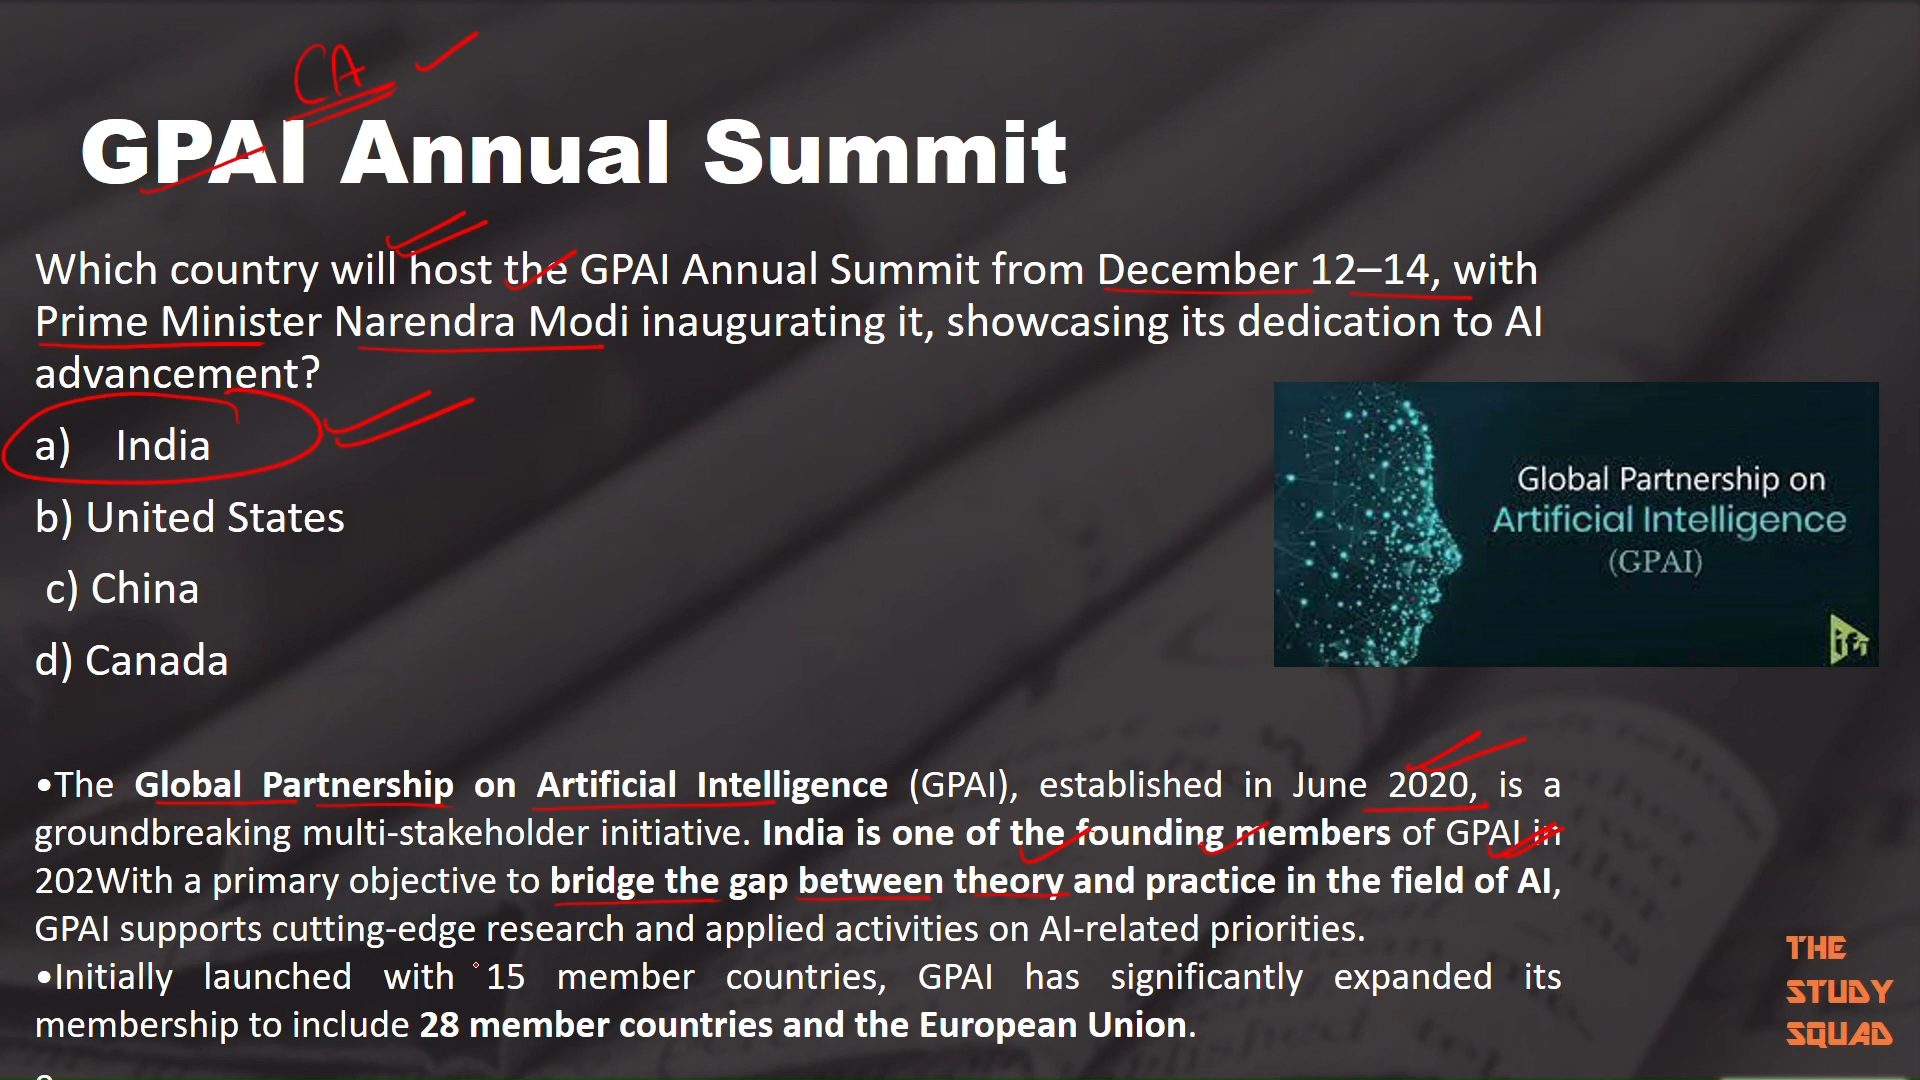 CA
GPAI Annual Summit
Which country will host the GPAI Annual Summit from December 12–14, with
Prime Minister Narendra Modi inaugurating it, showcasing its dedication to AI
advancement?
a) India
b) United States
c) China
d) Canada
Global Partnership on
Artificial Intelligence
(GPAI)
•The Global Partnership on Artificial Intelligence (GPAI), established in June 2020, is a
groundbreaking multi-stakeholder initiative. India is one of the founding members of GPAI in
202With a primary objective to bridge the gap between theory and practice in the field of AI,
GPAI supports cutting-edge research and applied activities on AI-related priorities.
•Initially launched with 15 member countries, GPAI has significantly expanded its
membership to include 28 member countries and the European Union.
THE
STUDY
SQUAD